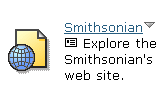 Smithsonian
Explore the
Smithsonian's
web site.